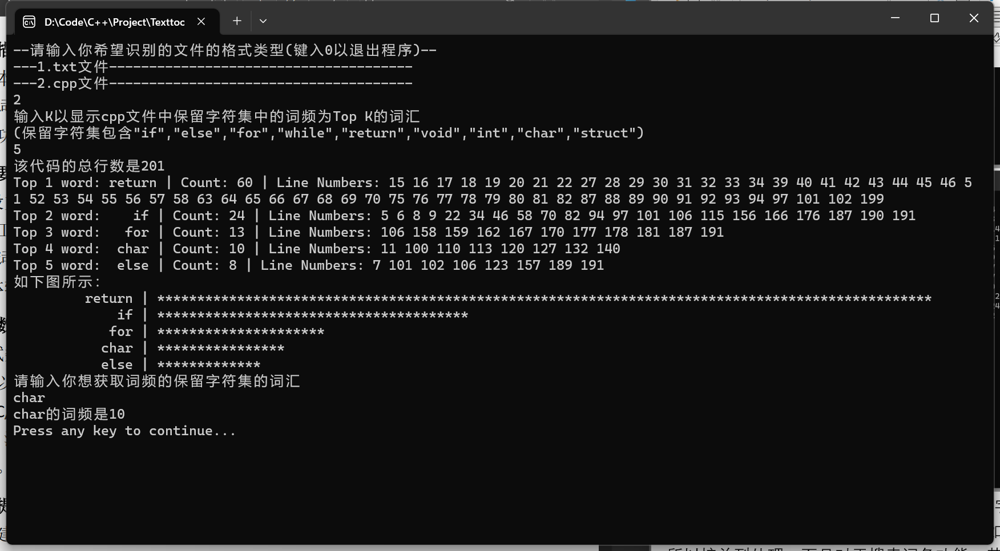 D:\Code\C++\Project\Texttoc
--请输入你希望识别的文件的格式类型(键入0以退出程序)--
---1.txt文件--------------------------------------
---2.cpp文件--------------------------------------
2
输入K以显示cpp文件中保留字符集中的词频为Top K的词汇
(保留字符集包含"if","else","for","while","return","void","int","char","struct")
5
该代码的总行数是201
Top 1 word: return | Count: 60 | Line Numbers: 15 16 17 18 19 20 21 22 27 28 29 30 31 32 33 34 39 40 41 42 43 44 45 46 5
1 52 53 54 55 56 57 58 63 64 65 66 67 68 69 70 75 76 77 78 79 80 81 82 87 88 89 90 91 92 93 94 97 101 102 199
Top 2 word:    if | Count: 24 | Line Numbers: 5 6 8 9 22 34 46 58 70 82 94 97 101 106 115 156 166 176 187 190 191
Top 3 word:   for | Count: 13 | Line Numbers: 106 158 159 162 167 170 177 178 181 187 191
Top 4 word:  char | Count: 10 | Line Numbers: 11 100 110 113 120 127 132 140
Top 5 word:  else | Count: 8 | Line Numbers: 7 101 102 106 123 157 189 191
如下图所示:
return | *************************************************************************************************
if | ***************************************
for | *********************
char | ****************
else | *************
请输入你想获取词频的保留字符集的词汇
char
char的词频是10
Press any key to continue...